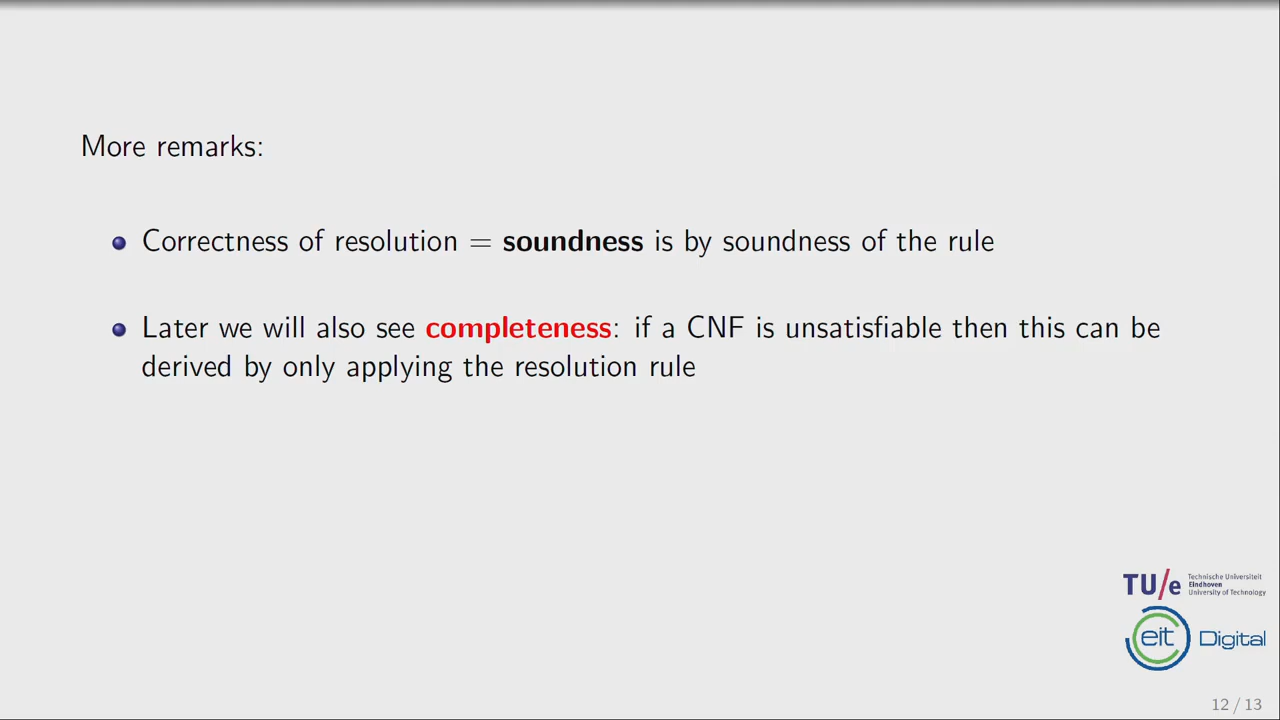 More remarks:
Correctness of resolution = soundness is by soundness of the rule
Later we will also see completeness: if a CNF is unsatisfiable then this can be
derived by only applying the resolution rule
TU/e Technische Universiteit
Eindhoven
University of Technology
eit Digital
12 / 13